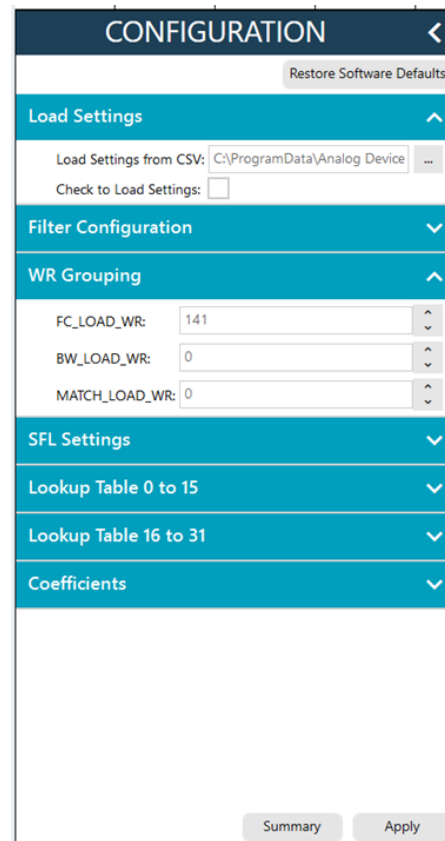 CONFIGURATION
Restore Software Defaults
Load Settings
Load Settings from CSV: C:\ProgramData\Analog Device ...
Check to Load Settings:
Filter Configuration
WR Grouping
FC_LOAD_WR: 141
BW_LOAD_WR: 0
MATCH_LOAD_WR: 0
SFL Settings
Lookup Table 0 to 15
Lookup Table 16 to 31
Coefficients
Summary Apply